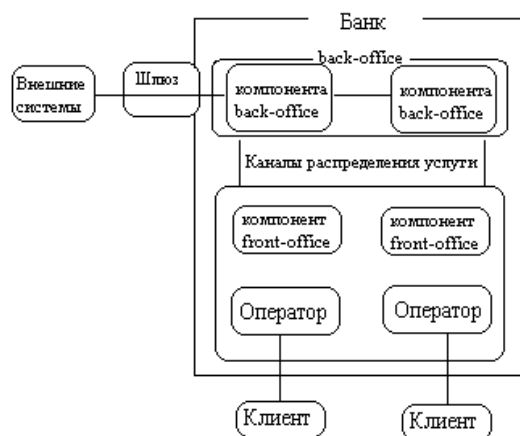 Банк
back-office
Внешние
системы
Шлюз
компонента
back-office
компонента
back-office
Каналы распределения услуги
компонент
front-office
компонент
front-office
Оператор
Оператор
Клиент
Клиент